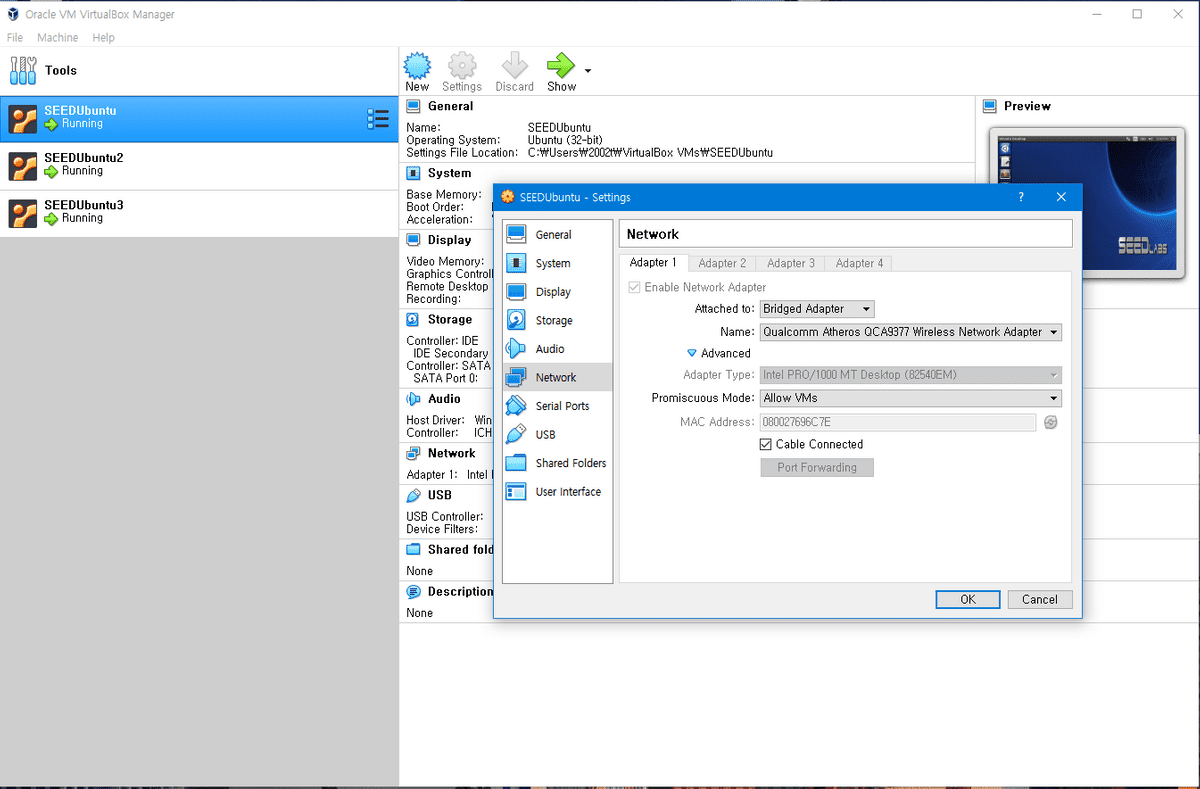 Oracle VM VirtualBox Manager
File Machine Help
Tools
New Settings Discard Show
SEEDUbuntu
Running
SEEDUbuntu2
Running
SEEDUbuntu3
Running
General
Name: SEEDUbuntu
Operating System: Ubuntu (32-bit)
Settings File Location: C:₩Users₩2002t₩VirtualBox VMs₩SEEDUbuntu
Preview
SEEDLABS
System
Base Memory:
Boot Order:
Acceleration:
Display
Video Memory:
Graphics Controll
Remote Desktop
Recording:
Storage
Controller: IDE
IDE Secondary
Controller: SATA
SATA Port 0:
Audio
Host Driver: Win
Controller: ICH
Network
Adapter 1: Intel
USB
USB Controller:
Device Filters:
Shared fold
None
Description
None
SEEDUbuntu - Settings ?
General
System
Display
Storage
Audio
Network
Serial Ports
USB
Shared Folders
User Interface
Network
Adapter 1 Adapter 2 Adapter 3 Adapter 4
Enable Network Adapter
Attached to: Bridged Adapter
Name: Qualcomm Atheros QCA9377 Wireless Network Adapter
Advanced
Adapter Type: Intel PRO/1000 MT Desktop (82540EM)
Promiscuous Mode: Allow VMs
MAC Address: 080027696C7E
Cable Connected
Port Forwarding
OK Cancel